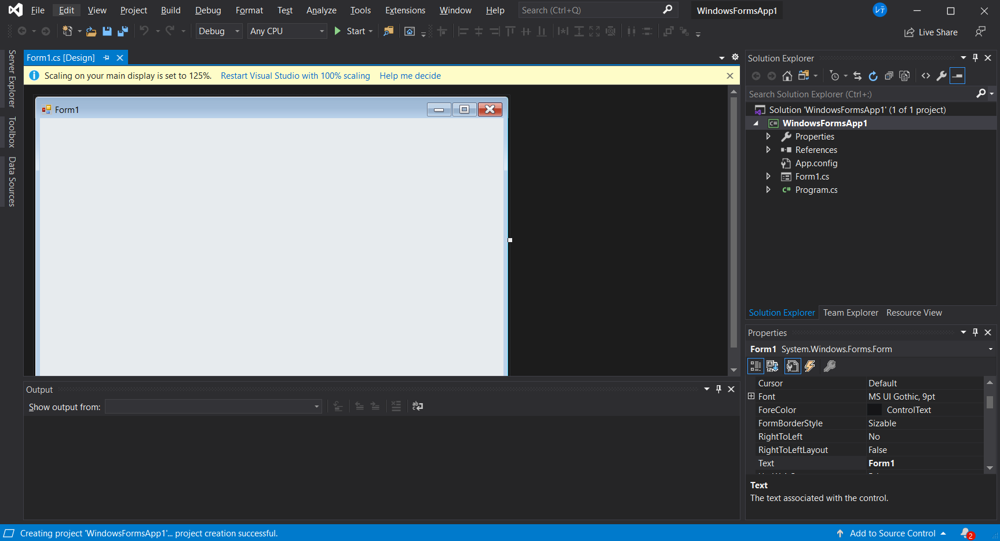 File Edit View Project Build Debug Format Test Analyze Tools Extensions Window Help Search (Ctrl+Q) WindowsFormsApp1 レテ
Debug Any CPU Start Live Share
Server Explorer
Toolbox
Data Sources
Form1.cs [Design]
Scaling on your main display is set to 125%. Restart Visual Studio with 100% scaling Help me decide
Form1
Output
Show output from:
Solution Explorer
Search Solution Explorer (Ctrl+:)
Solution 'WindowsFormsApp1' (1 of 1 project)
C# WindowsFormsApp1
Properties
References
App.config
Form1.cs
C# Program.cs
Solution Explorer Team Explorer Resource View
Properties
Form1 System.Windows.Forms.Form
Cursor Default
Font MS UI Gothic, 9pt
ForeColor ControlText
FormBorderStyle Sizable
RightToLeft No
RightToLeftLayout False
Text Form1
Text
The text associated with the control.
Creating project 'WindowsFormsApp1'... project creation successful. Add to Source Control 2